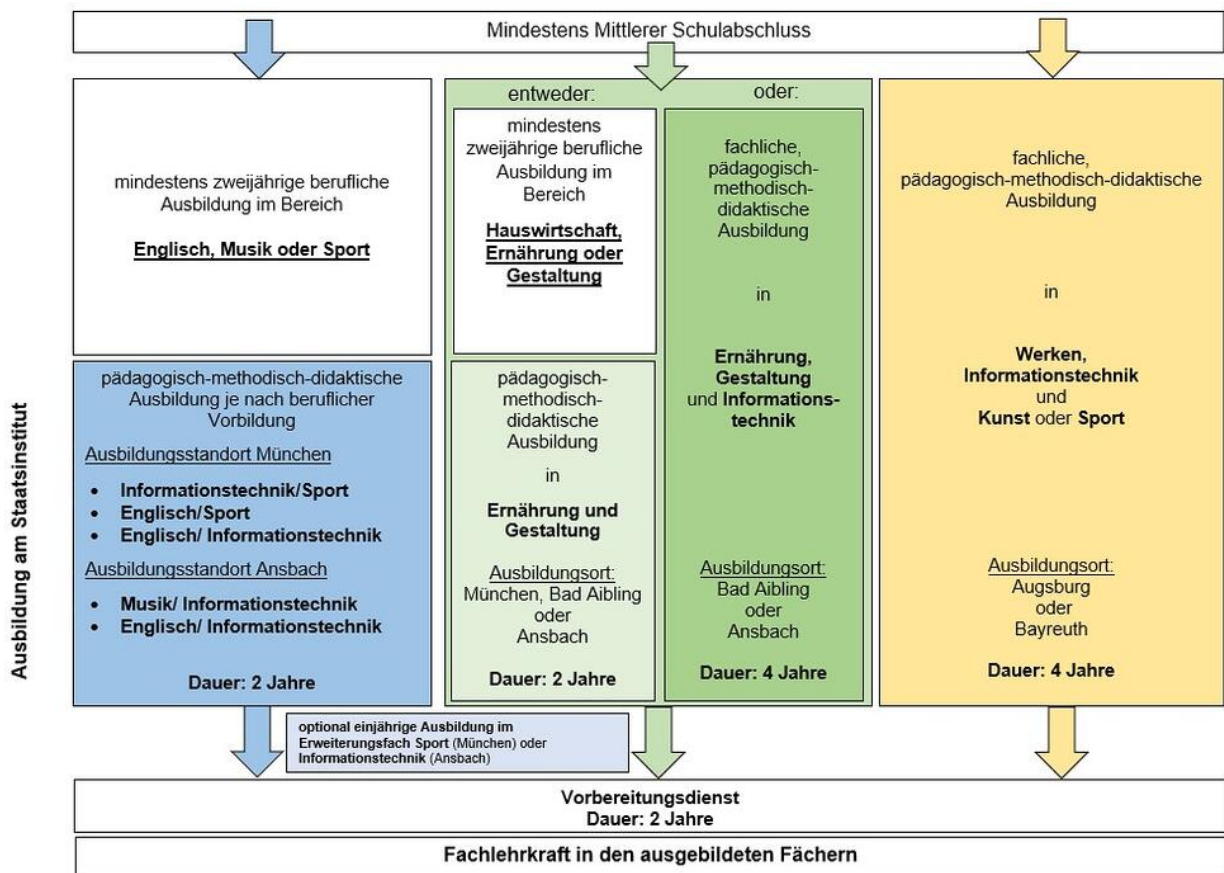 Mindestens Mittlerer Schulabschluss
mindestens zweijährige berufliche
Ausbildung im Bereich
Englisch, Musik oder Sport
pädagogisch-methodisch-didaktische
Ausbildung je nach beruflicher
Vorbildung
Ausbildungsstandort München
• Informationstechnik/Sport
• Englisch/Sport
• Englisch/ Informationstechnik
Ausbildungsstandort Ansbach
• Musik/ Informationstechnik
• Englisch/ Informationstechnik
Dauer: 2 Jahre
entweder:
mindestens
zweijährige berufliche
Ausbildung im
Bereich
Hauswirtschaft,
Ernährung oder
Gestaltung
pädagogisch-
methodisch-
didaktische
Ausbildung
in
Ernährung und
Gestaltung
Ausbildungsort:
München, Bad Aibling
oder
Ansbach
Dauer: 2 Jahre
oder:
fachliche,
pädagogisch-
methodisch-
didaktische
Ausbildung
in
Ernährung,
Gestaltung
und Informations-
technik
Ausbildungsort:
Bad Aibling
oder
Ansbach
Dauer: 4 Jahre
fachliche,
pädagogisch-methodisch-didaktische
Ausbildung
in
Werken,
Informationstechnik
und
Kunst oder Sport
Ausbildungsort:
Augsburg
oder
Bayreuth
Dauer: 4 Jahre
Ausbildung am Staatsinstitut
optional einjährige Ausbildung im
Erweiterungsfach Sport (München) oder
Informationstechnik (Ansbach)
Vorbereitungsdienst
Dauer: 2 Jahre
Fachlehrkraft in den ausgebildeten Fächern